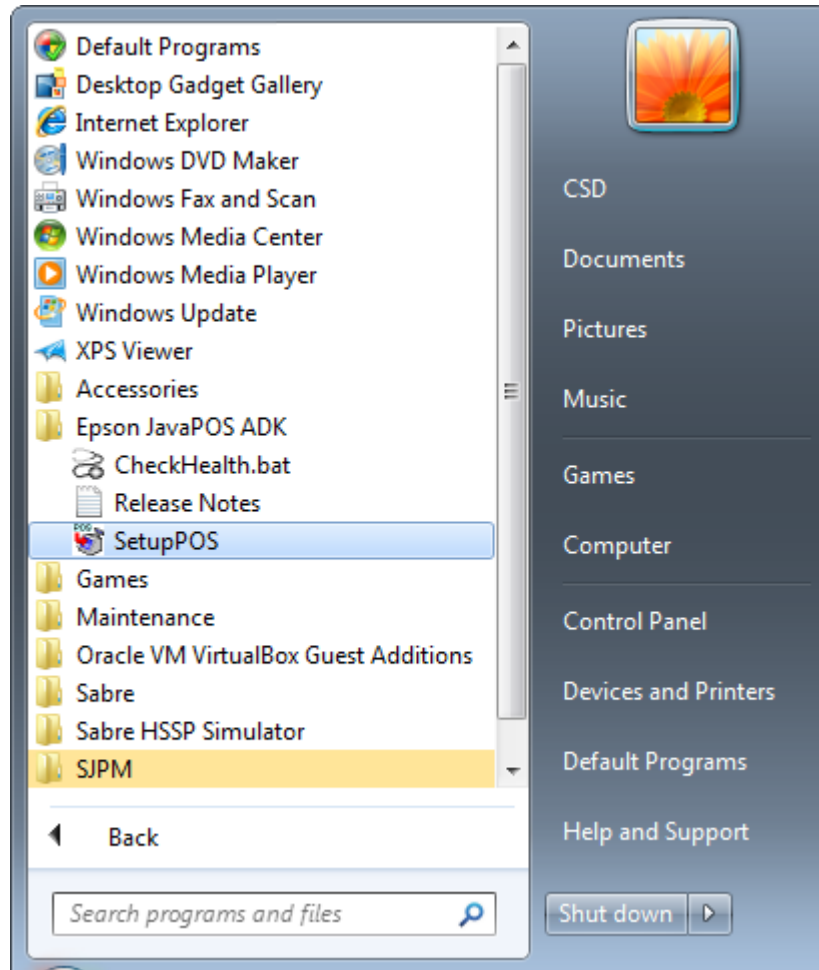 Default Programs
Desktop Gadget Gallery
Internet Explorer
Windows DVD Maker
Windows Fax and Scan
Windows Media Center
Windows Media Player
Windows Update
XPS Viewer
Accessories
Epson JavaPOS ADK
CheckHealth.bat
Release Notes
POS
SetupPOS
Games
Maintenance
Oracle VM VirtualBox Guest Additions
Sabre
Sabre HSSP Simulator
SJPM
Back
Search programs and files
CSD
Documents
Pictures
Music
Games
Computer
Control Panel
Devices and Printers
Default Programs
Help and Support
Shut down